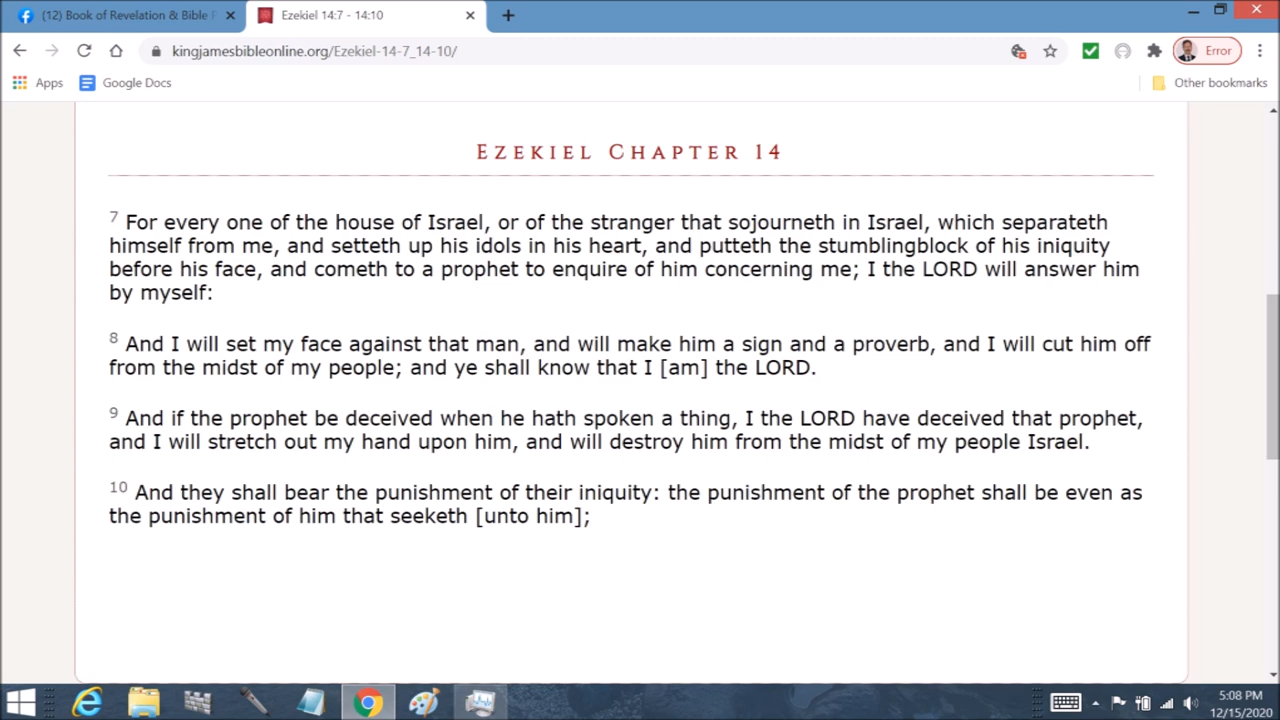 (12) Book of Revelation & Bible P
Ezekiel 14:7 - 14:10
kingjamesbibleonline.org/Ezekiel-14-7_14-10/
Error
Apps
Google Docs
Other bookmarks
EZEKIEL CHAPTER 14
7 For every one of the house of Israel, or of the stranger that sojourneth in Israel, which separateth
himself from me, and setteth up his idols in his heart, and putteth the stumblingblock of his iniquity
before his face, and cometh to a prophet to enquire of him concerning me; I the LORD will answer him
by myself:
8 And I will set my face against that man, and will make him a sign and a proverb, and I will cut him off
from the midst of my people; and ye shall know that I [am] the LORD.
9 And if the prophet be deceived when he hath spoken a thing, I the LORD have deceived that prophet,
and I will stretch out my hand upon him, and will destroy him from the midst of my people Israel.
10 And they shall bear the punishment of their iniquity: the punishment of the prophet shall be even as
the punishment of him that seeketh [unto him];
5:08 PM
12/15/2020